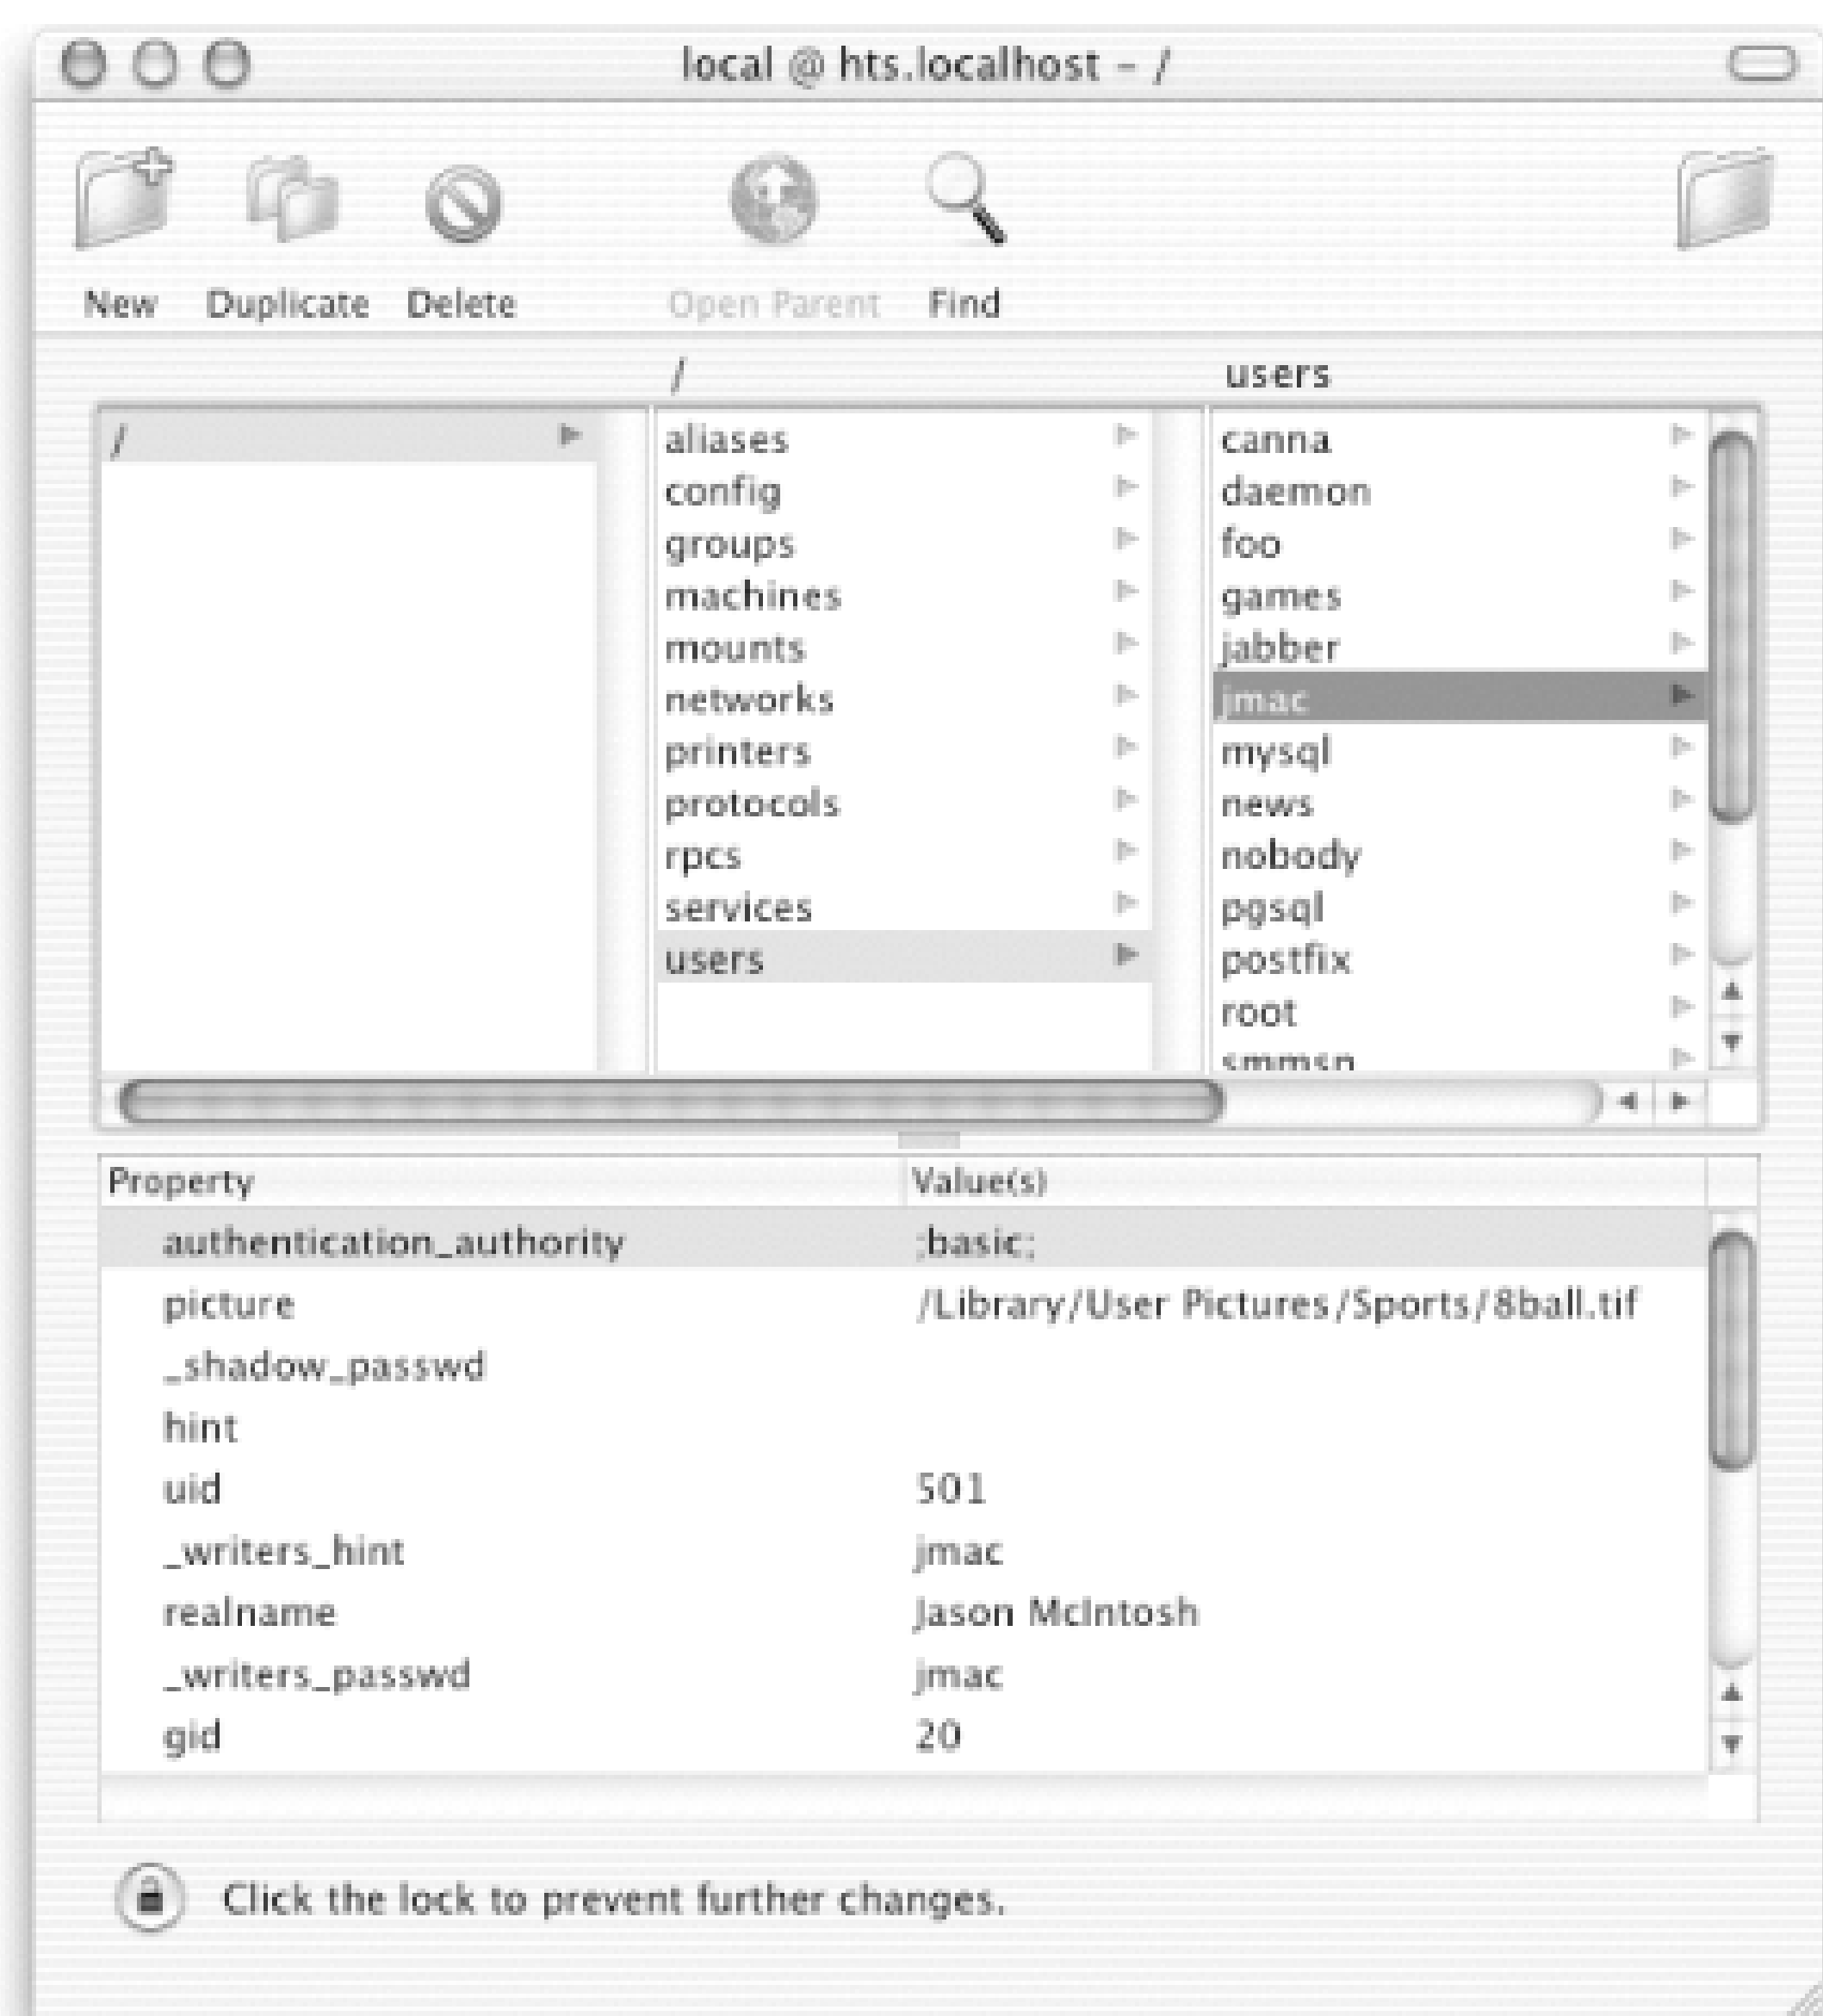 local @ hts.localhost – /
New Duplicate Delete Open Parent Find
/ users
/ aliases canna
config daemon
groups foo
machines games
mounts jabber
networks jmac
printers mysql
protocols news
rpcs nobody
services pgsql
users postfix
root
smmsp
Property Value(s)
authentication_authority ;basic;
picture /Library/User Pictures/Sports/8ball.tif
_shadow_passwd
hint
uid 501
_writers_hint jmac
realname Jason McIntosh
_writers_passwd jmac
gid 20
Click the lock to prevent further changes.